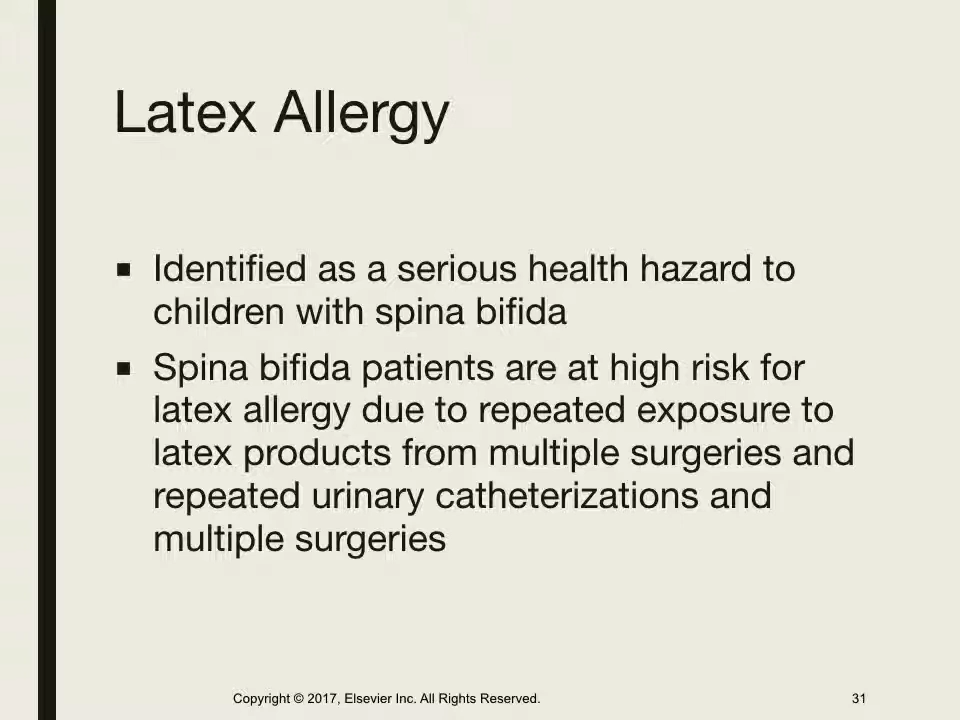 Latex Allergy
Identified as a serious health hazard to
children with spina bifida
Spina bifida patients are at high risk for
latex allergy due to repeated exposure to
latex products from multiple surgeries and
repeated urinary catheterizations and
multiple surgeries
Copyright © 2017, Elsevier Inc. All Rights Reserved.
31